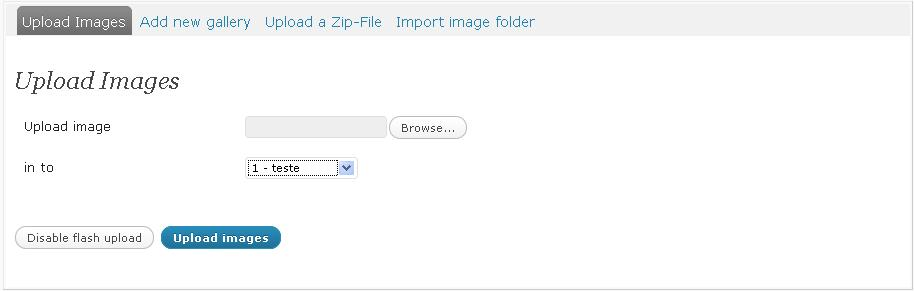 Upload Images Add new gallery Upload a Zip-File Import image folder
Upload Images
Upload image Browse...
in to 1 - teste
Disable flash upload Upload images